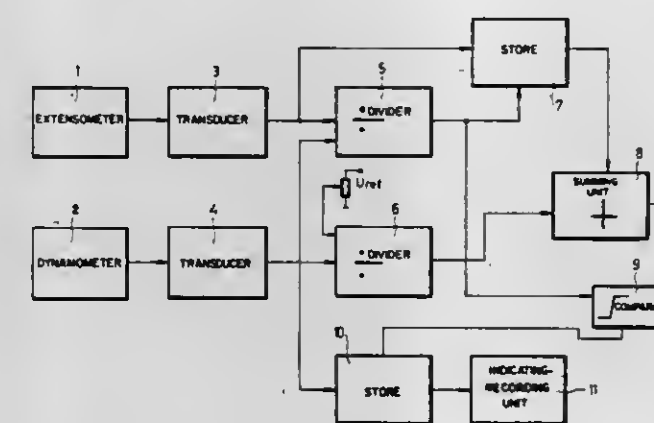 1
EXTENSOMETER
3
TRANSDUCER
5
DIVIDER
STORE
7
2
DYNAMOMETER
4
TRANSDUCER
Uref
6
DIVIDER
8
SUMMING
UNIT
9
COMPARA
10
STORE
INDICATING-
RECORDING
UNIT
11